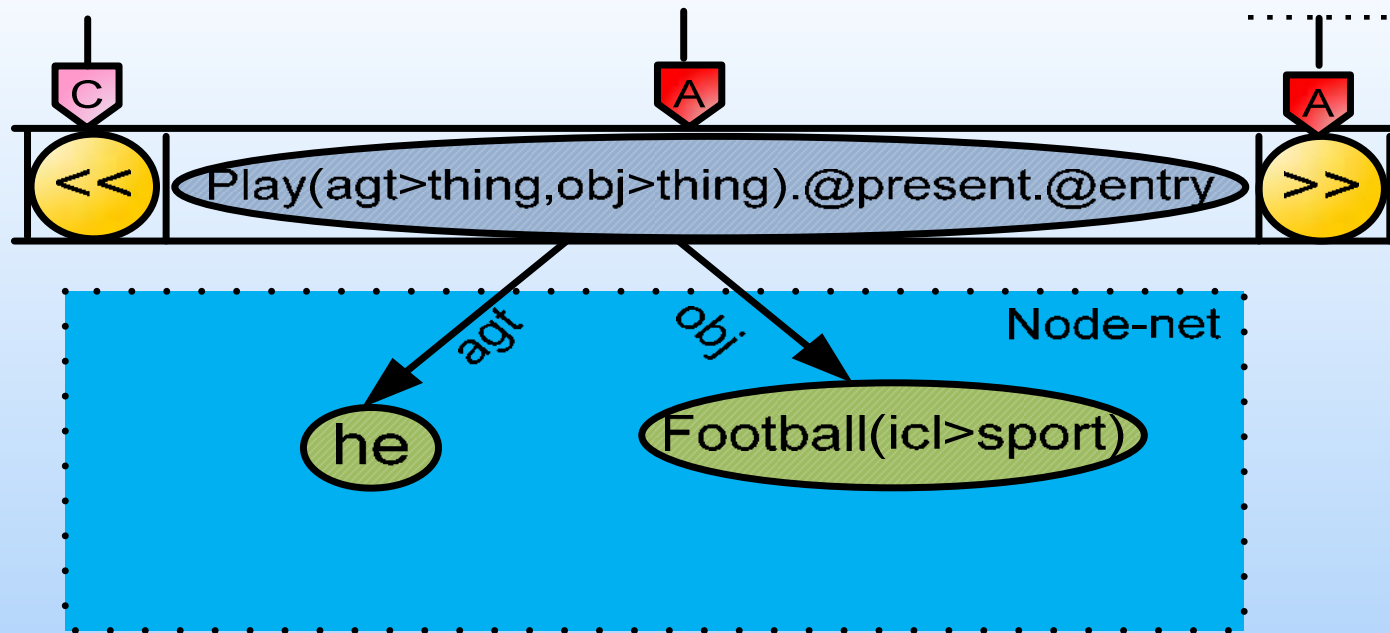 C
A
A
<<
Play(agt>thing,obj>thing).@present.@entry
>>
agt
obj
Node-net
he
Football(icl>sport)